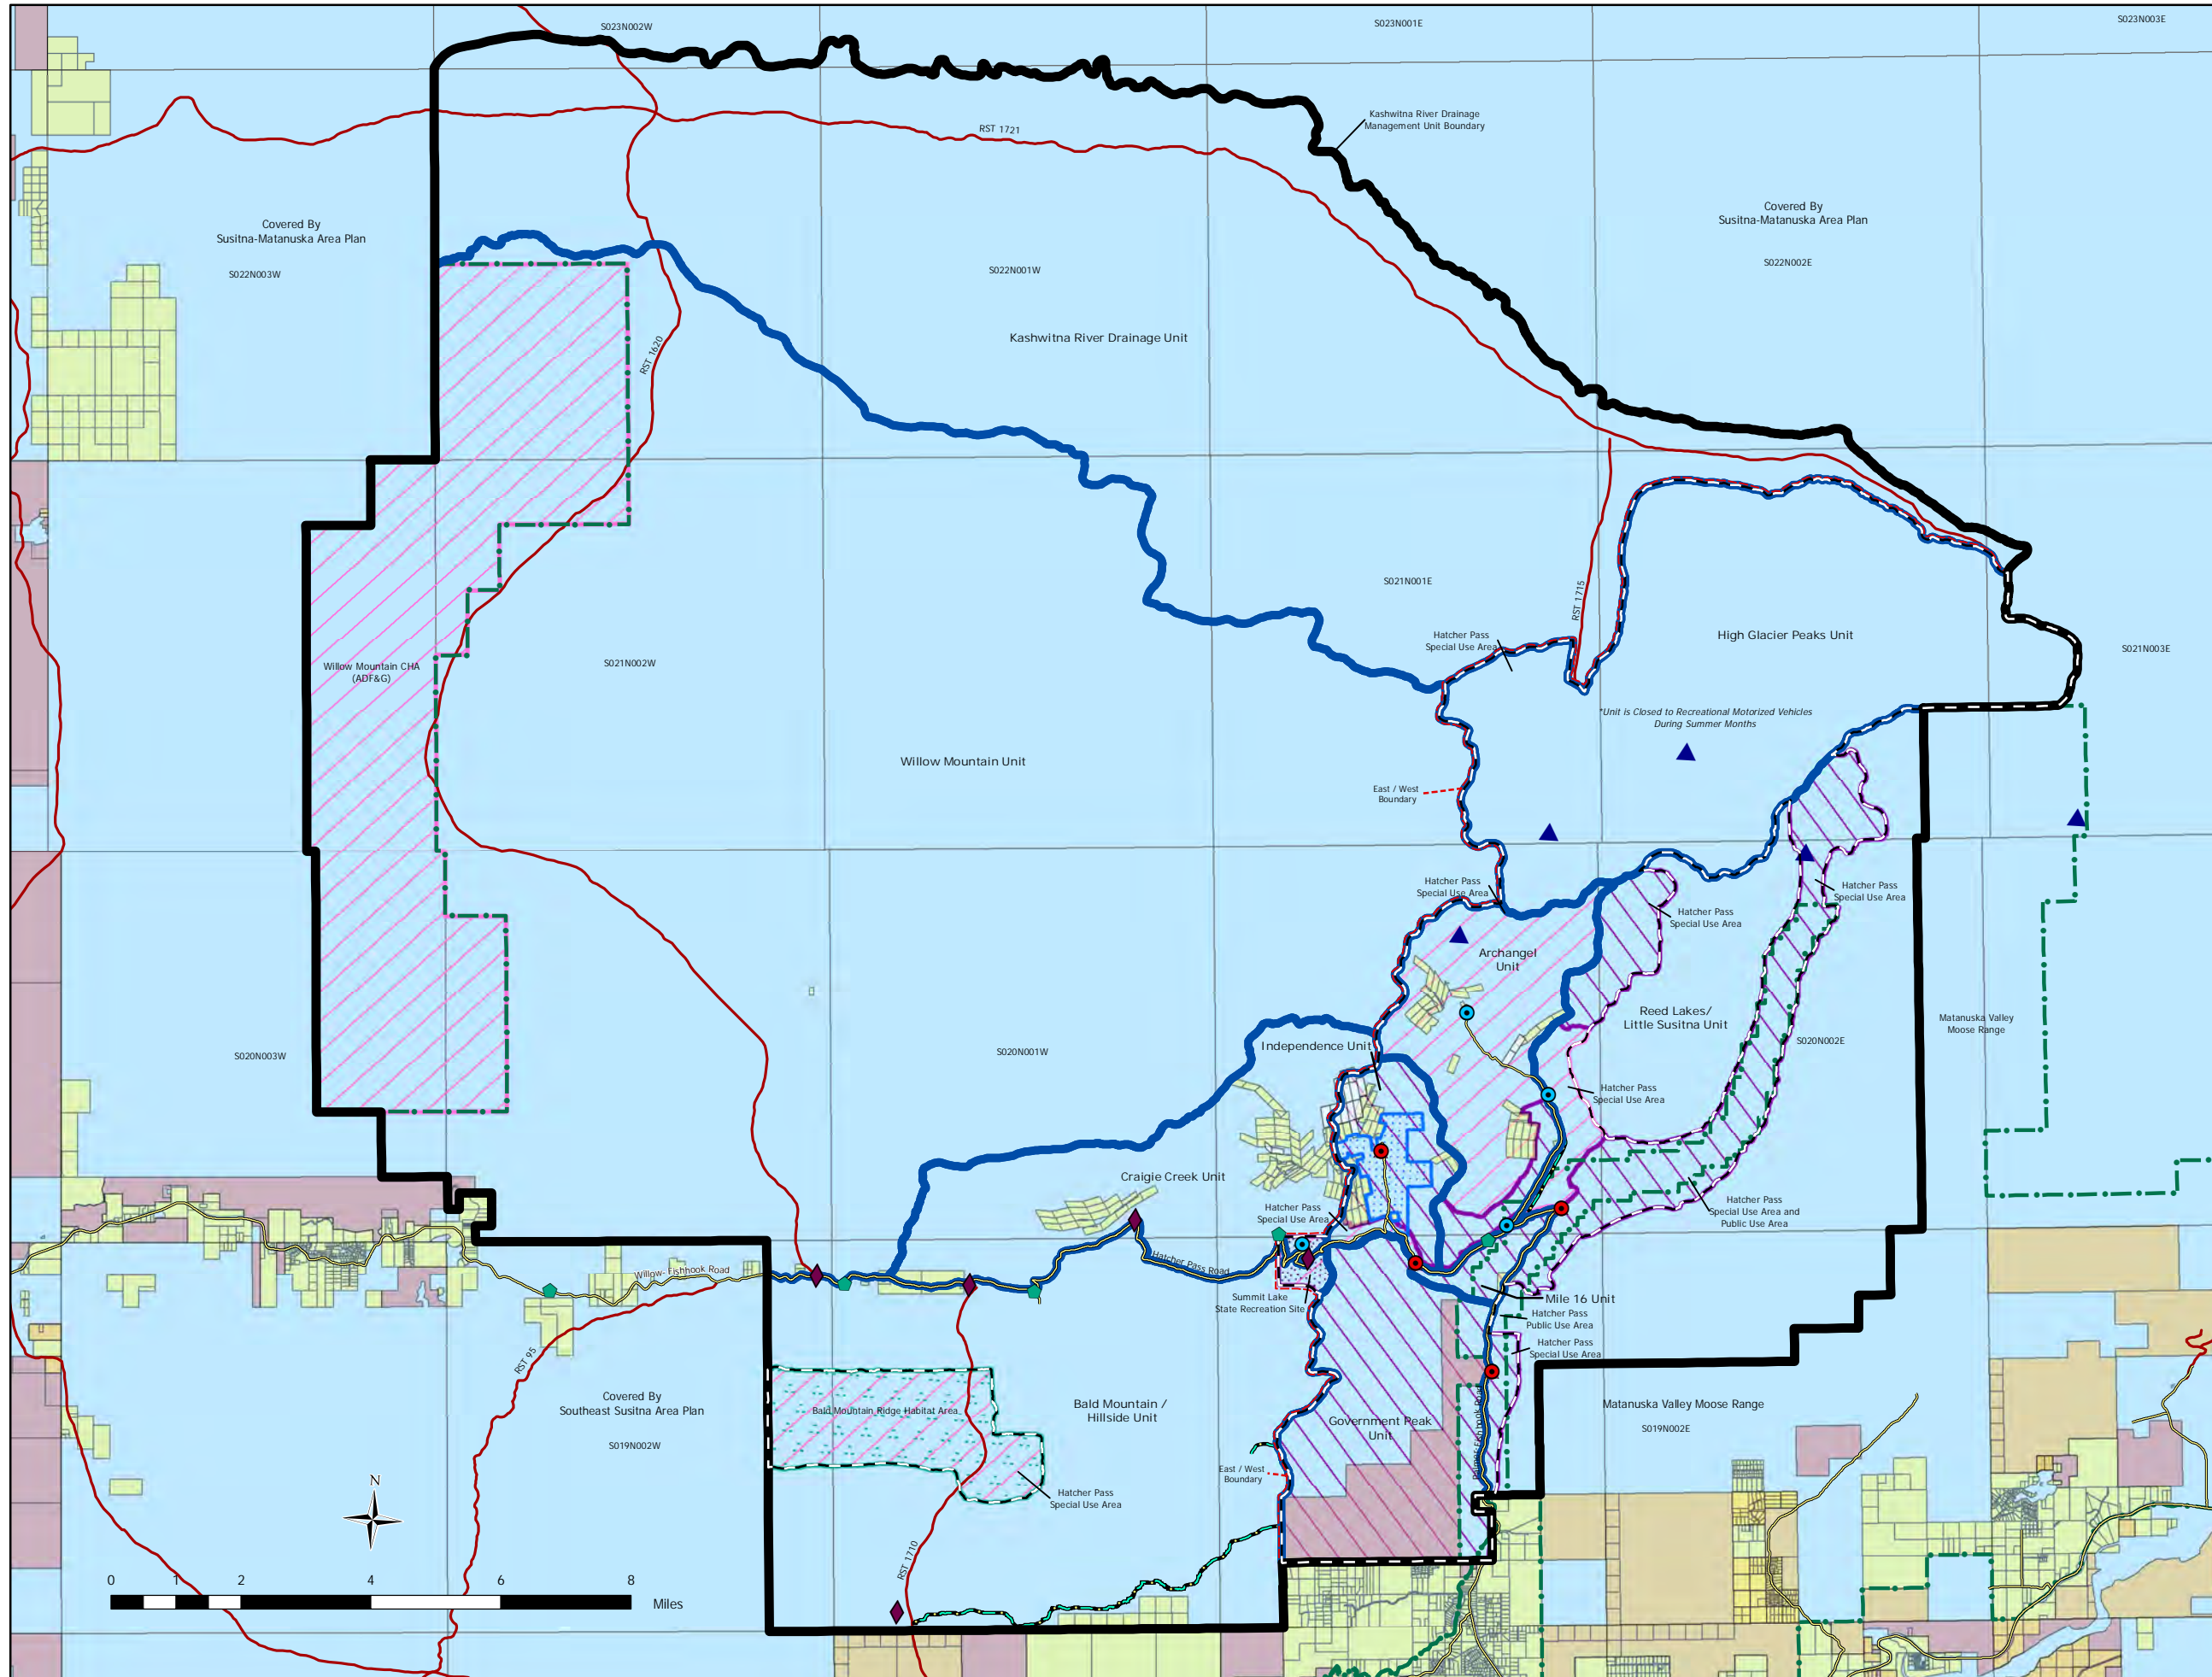 S023N002W
S023N001E
S023N003E
Kashwitna River Drainage
Management Unit Boundary
RST 1721
Covered By
Susitna-Matanuska Area Plan
Covered By
Susitna-Matanuska Area Plan
S022N003W
S022N001W
S022N002E
Kashwitna River Drainage Unit
RST 1620
S021N001E
RST 1715
Hatcher Pass
Special Use Area
High Glacier Peaks Unit
S021N003E
Willow Mountain CHA
(ADF&G)
S021N002W
*Unit is Closed to Recreational Motorized Vehicles
During Summer Months
Willow Mountain Unit
East / West
Boundary
Hatcher Pass
Special Use Area
Hatcher Pass
Special Use Area
Hatcher Pass
Special Use Area
Archangel
Unit
Reed Lakes/
Little Susitna Unit
Matanuska Valley
Moose Range
S020N003W
S020N001W
Independence Unit
S020N002E
Hatcher Pass
Special Use Area
Craigie Creek Unit
Hatcher Pass
Special Use Area
Hatcher Pass
Special Use Area and
Public Use Area
Willow- Fishhook Road
Hatcher Pass Road
Summit Lake
State Recreation Site
Mile 16 Unit
Hatcher Pass
Public Use Area
Hatcher Pass
Special Use Area
RST 95
Covered By
Southeast Susitna Area Plan
Bald Mountain Ridge Habitat Area
Bald Mountain /
Hillside Unit
Government Peak
Unit
Palmer-Fishhook Road
Matanuska Valley Moose Range
S019N002W
S019N002E
East / West
Boundary
Hatcher Pass
Special Use Area
N
RST 1710
0 1 2 4 6 8
Miles